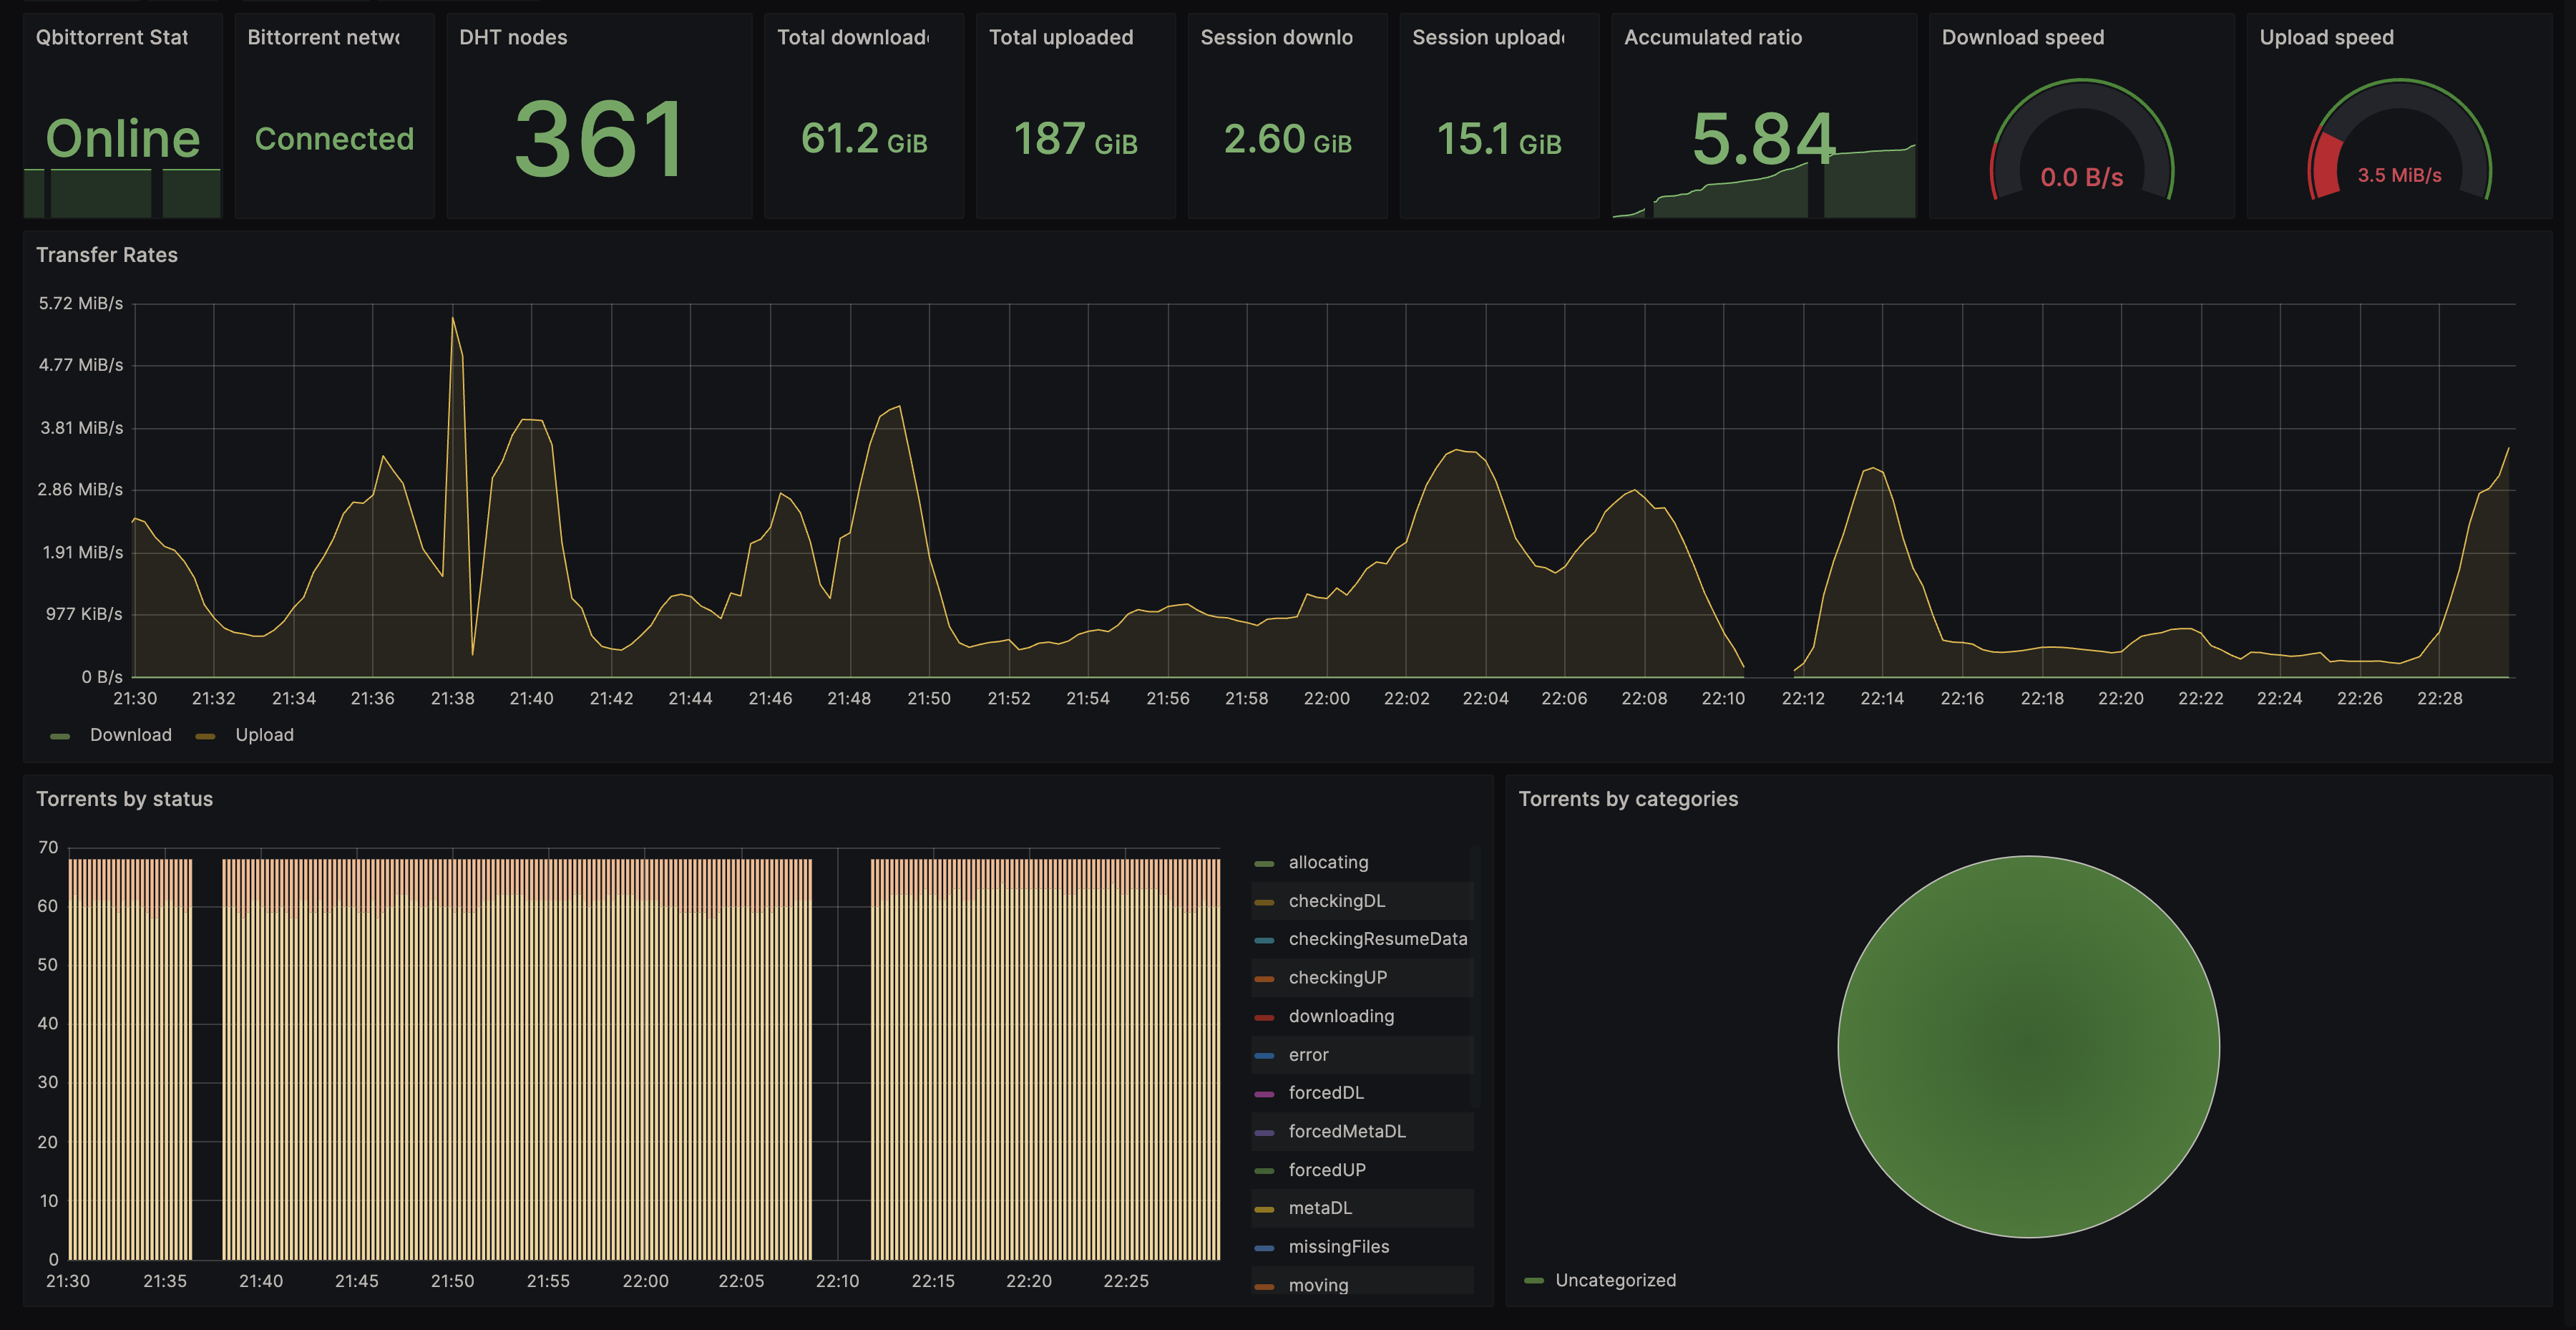 Qbittorrent Stat
Bittorrent netwo
DHT nodes
Total download
Total uploaded
Session downlo
Session upload
Accumulated ratio
Download speed
Upload speed
Online
Connected
361
61.2 GiB
187 GiB
2.60 GiB
15.1 GiB
5.84
0.0 B/s
3.5 MiB/s
Transfer Rates
5.72 MiB/s
4.77 MiB/s
3.81 MiB/s
2.86 MiB/s
1.91 MiB/s
977 KiB/s
0 B/s
21:30 21:32 21:34 21:36 21:38 21:40 21:42 21:44 21:46 21:48 21:50 21:52 21:54 21:56 21:58 22:00 22:02 22:04 22:06 22:08 22:10 22:12 22:14 22:16 22:18 22:20 22:22 22:24 22:26 22:28
Download Upload
Torrents by status
70
60
50
40
30
20
10
0
21:30 21:35 21:40 21:45 21:50 21:55 22:00 22:05 22:10 22:15 22:20 22:25
allocating
checkingDL
checkingResumeData
checkingUP
downloading
error
forcedDL
forcedMetaDL
forcedUP
metaDL
missingFiles
moving
Torrents by categories
Uncategorized